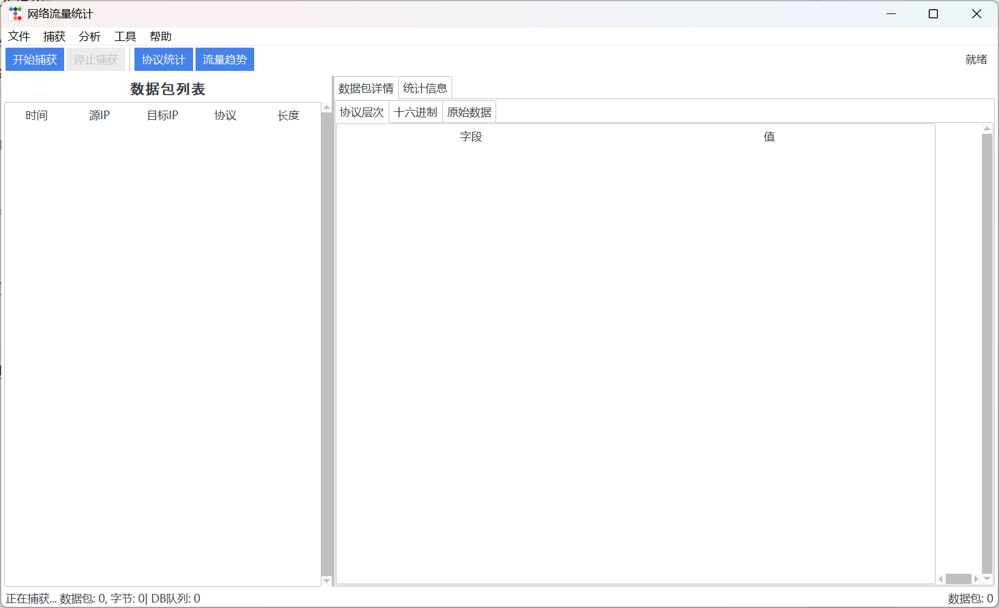 网络流量统计
文件 捕获 分析 工具 帮助
开始捕获 停止捕获 协议统计 流量趋势 就绪
数据包列表
时间 源IP 目标IP 协议 长度
数据包详情 统计信息
协议层次 十六进制 原始数据
字段 值
正在捕获... 数据包: 0, 字节: 0| DB队列: 0 数据包: 0